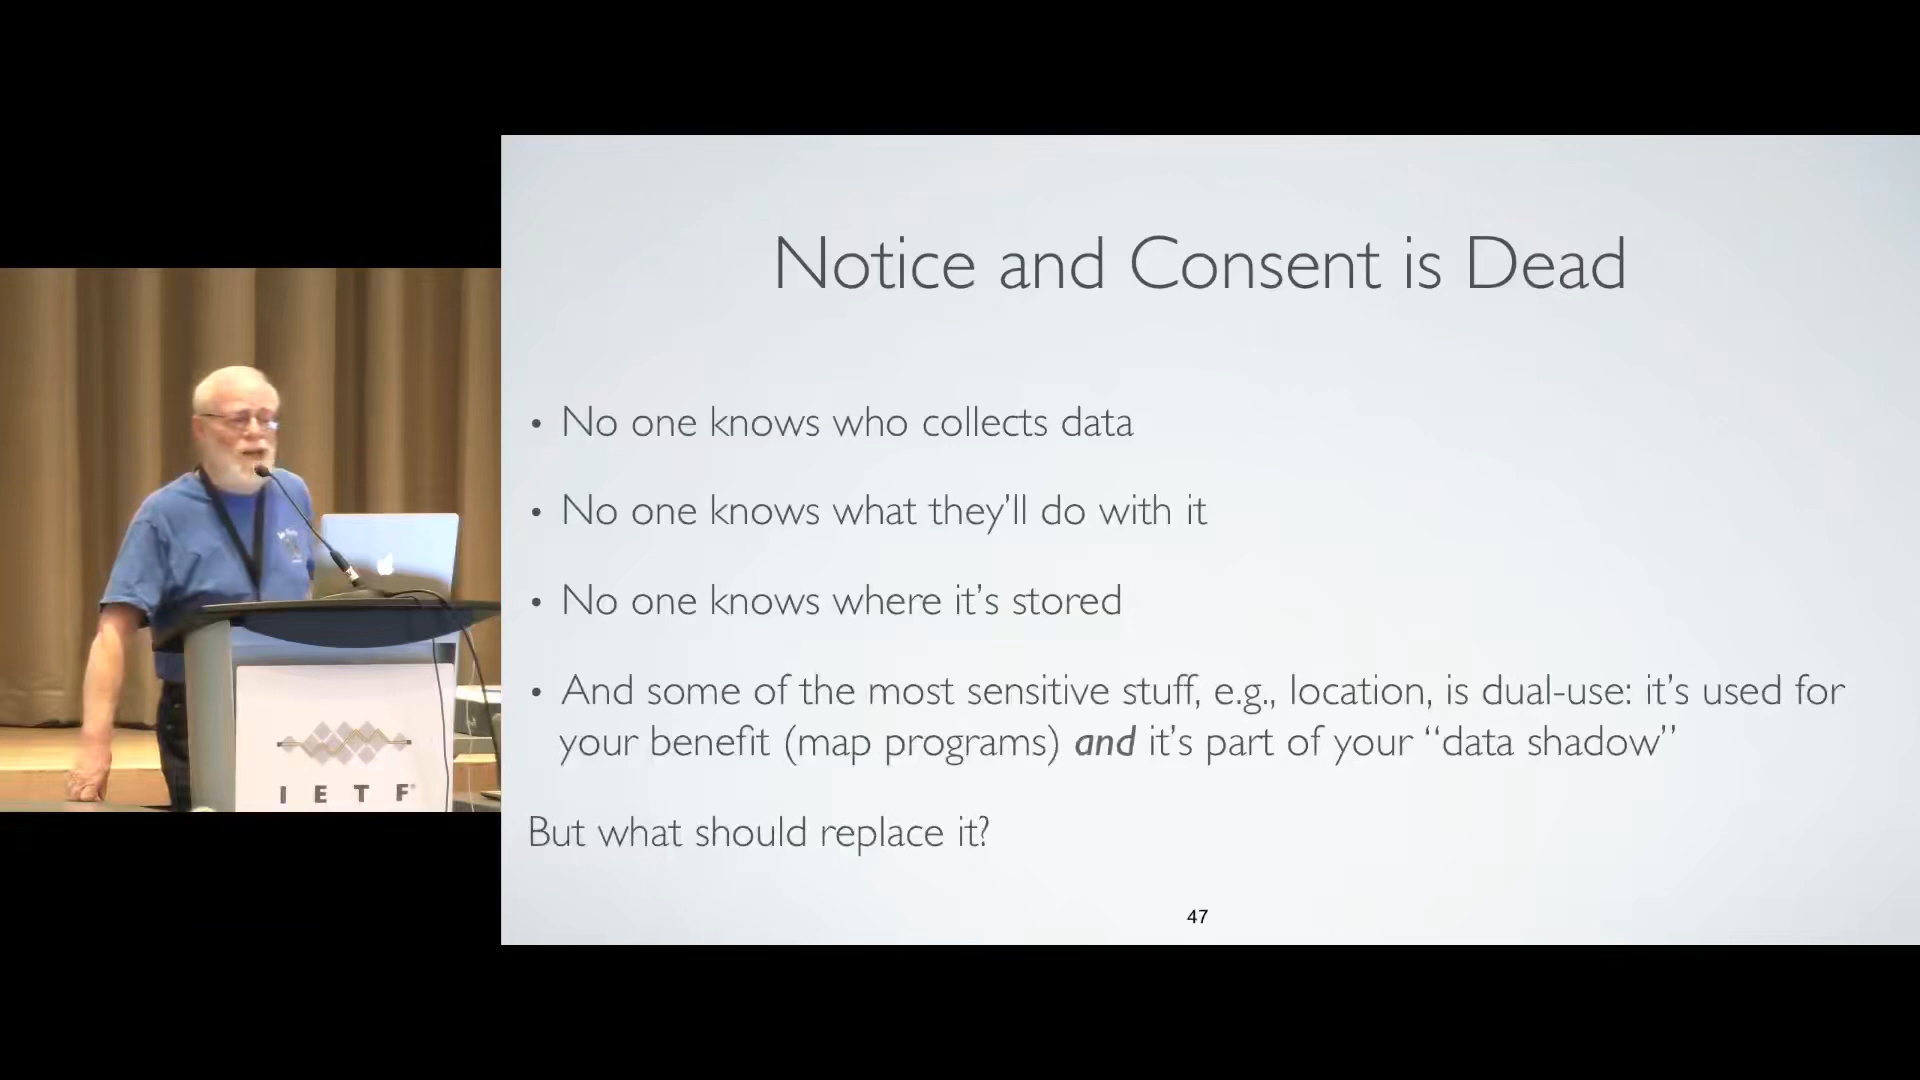 Notice and Consent is Dead
• No one knows who collects data
• No one knows what they’ll do with it
• No one knows where it’s stored
• And some of the most sensitive stuff, e.g., location, is dual-use: it’s used for
your benefit (map programs) and it’s part of your “data shadow”
But what should replace it?
47
I E T F